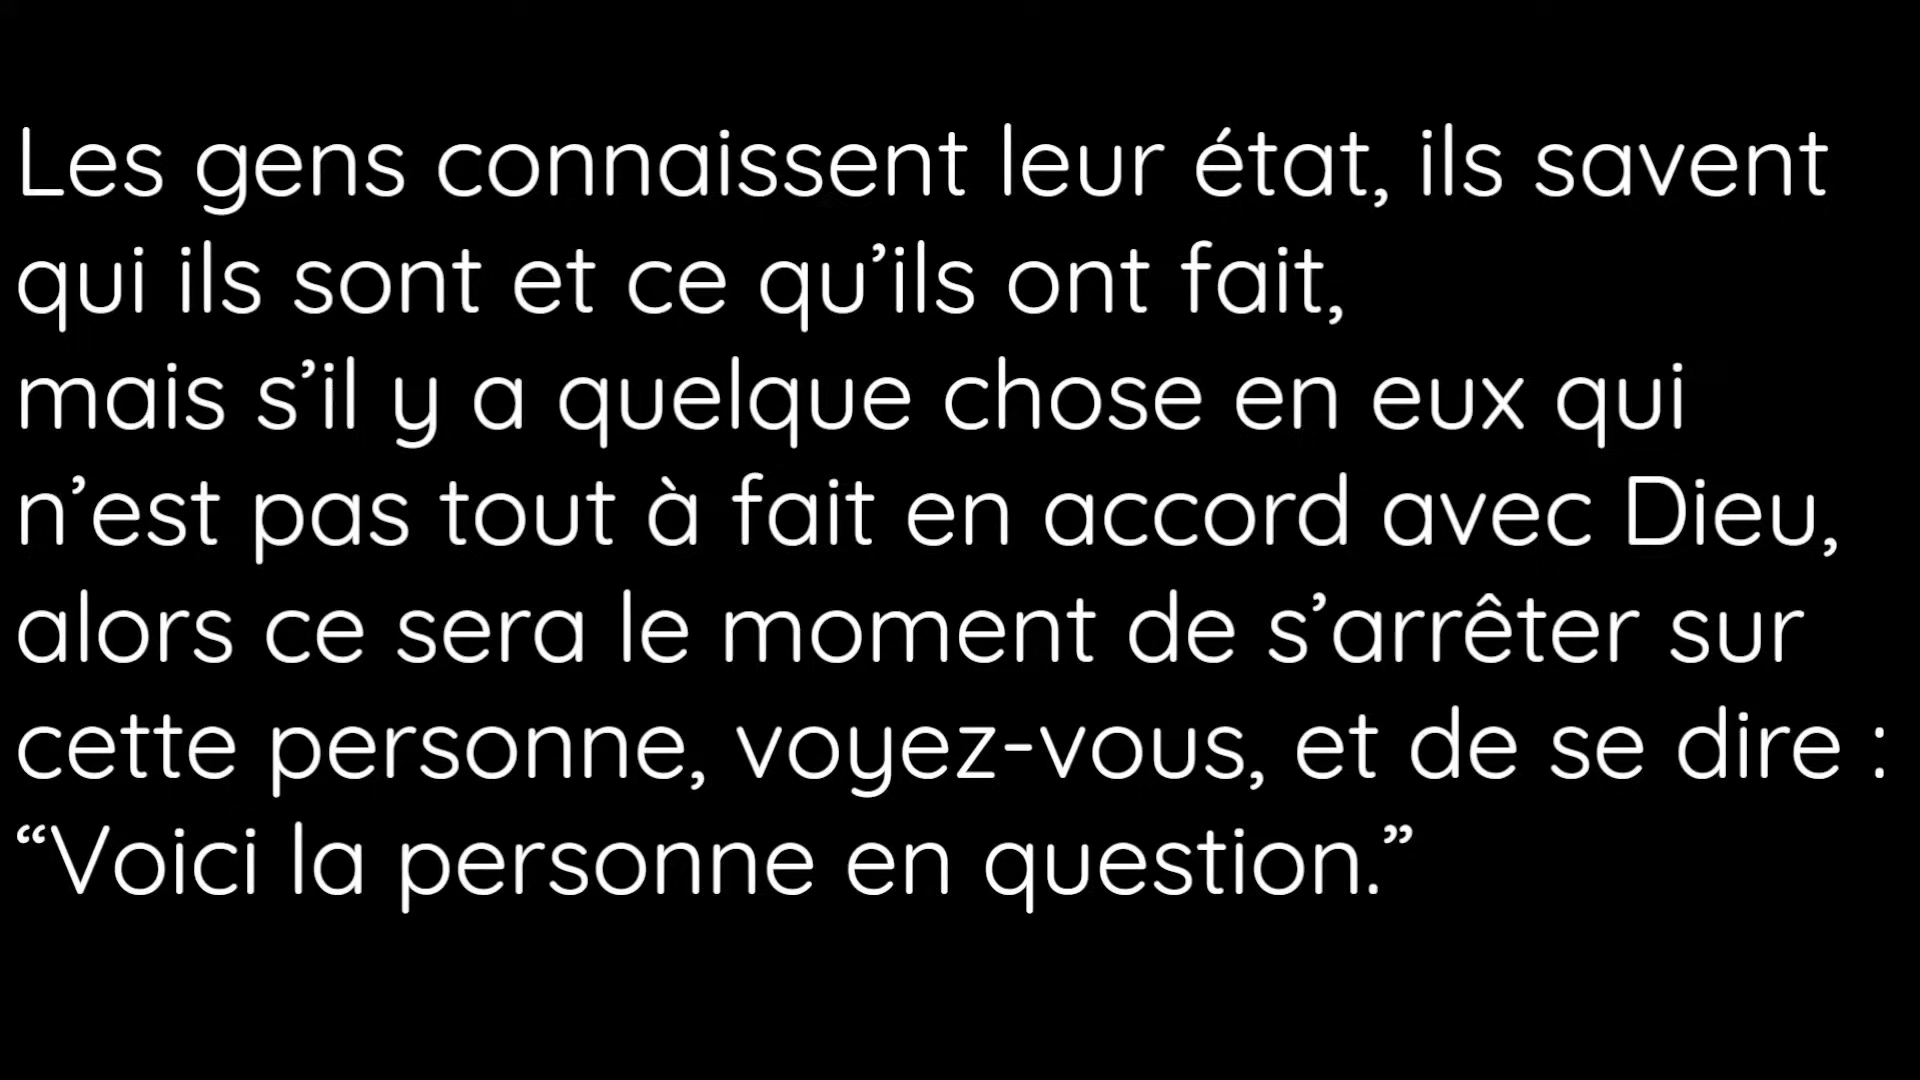 Les gens connaissent leur état, ils savent
qui ils sont et ce qu’ils ont fait,
mais s’il y a quelque chose en eux qui
n’est pas tout à fait en accord avec Dieu,
alors ce sera le moment de s’arrêter sur
cette personne, voyez-vous, et de se dire :
“Voici la personne en question.”